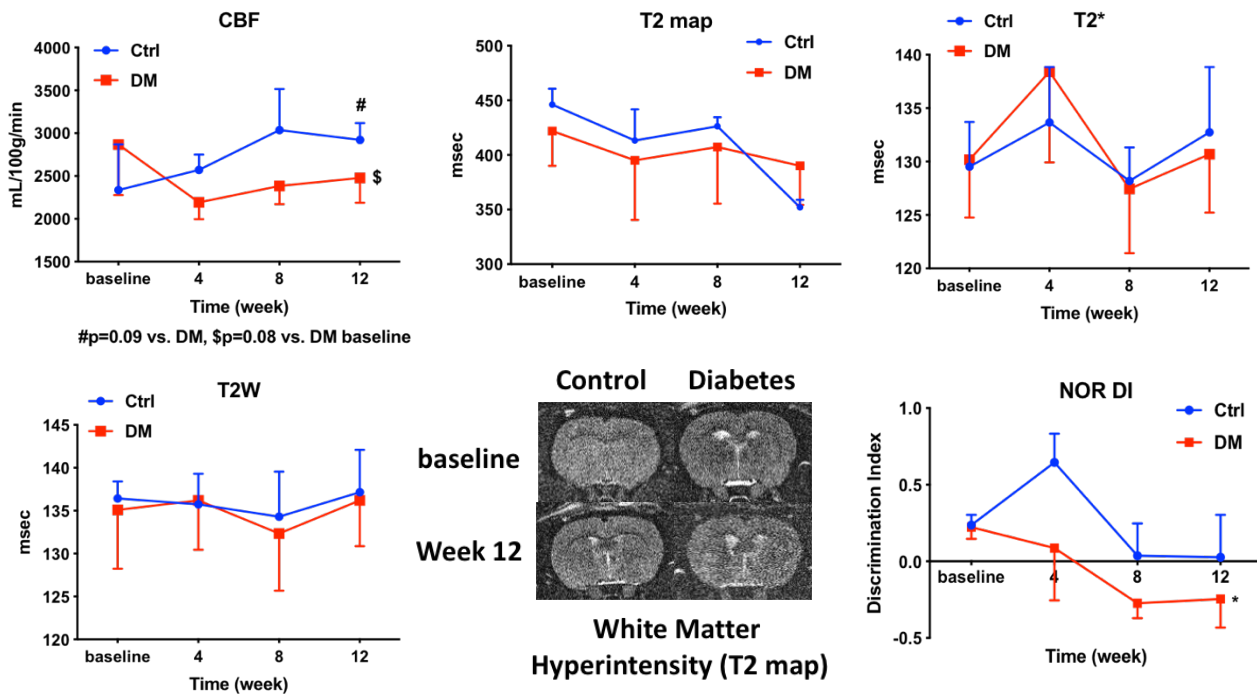 CBF
Ctrl
DM
4000
3500
3000
2500
2000
1500
mL/100g/min
#
$
baseline 4 8 12
Time (week)
#p=0.09 vs. DM, $p=0.08 vs. DM baseline
T2 map
Ctrl
DM
500
450
400
350
300
msec
baseline 4 8 12
Time (week)
T2*
Ctrl
DM
140
135
130
125
120
msec
baseline 4 8 12
Time (week)
T2W
Ctrl
DM
145
140
135
130
125
120
msec
baseline 4 8 12
Time (week)
Control Diabetes
baseline
Week 12
White Matter
Hyperintensity (T2 map)
NOR DI
Ctrl
DM
1.0
0.5
0.0
-0.5
Discrimination Index
baseline 4 8 12
*
Time (week)